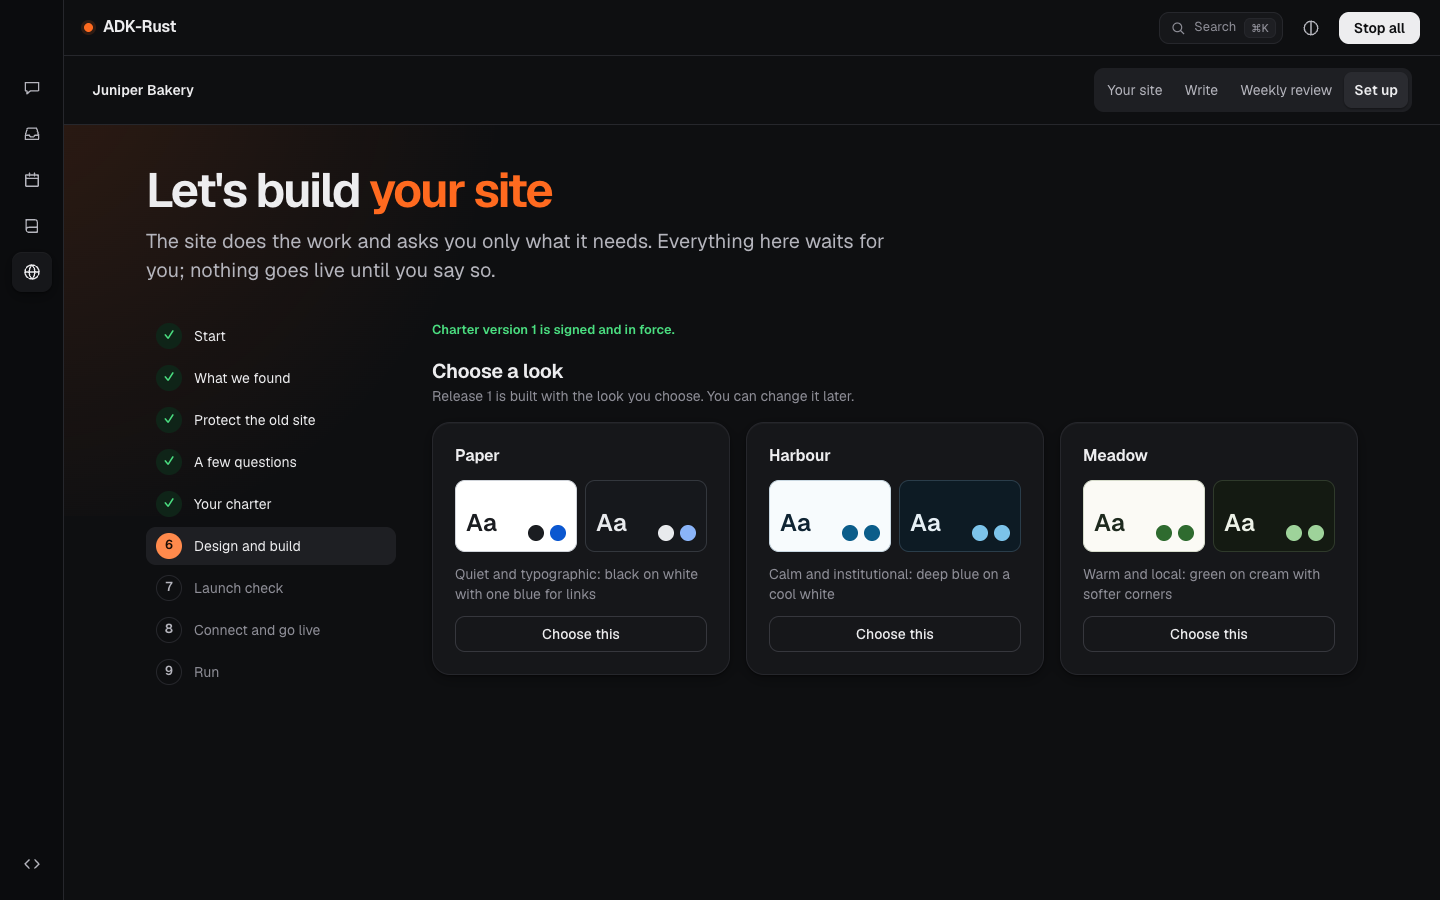 ADK-Rust
Search ⌘K
Stop all
Juniper Bakery
Your site
Write
Weekly review
Set up
Let's build your site
The site does the work and asks you only what it needs. Everything here waits for
you; nothing goes live until you say so.
Start
What we found
Protect the old site
A few questions
Your charter
6 Design and build
7 Launch check
8 Connect and go live
9 Run
Charter version 1 is signed and in force.
Choose a look
Release 1 is built with the look you choose. You can change it later.
Paper
Aa
Aa
Quiet and typographic: black on white
with one blue for links
Choose this
Harbour
Aa
Aa
Calm and institutional: deep blue on a
cool white
Choose this
Meadow
Aa
Aa
Warm and local: green on cream with
softer corners
Choose this